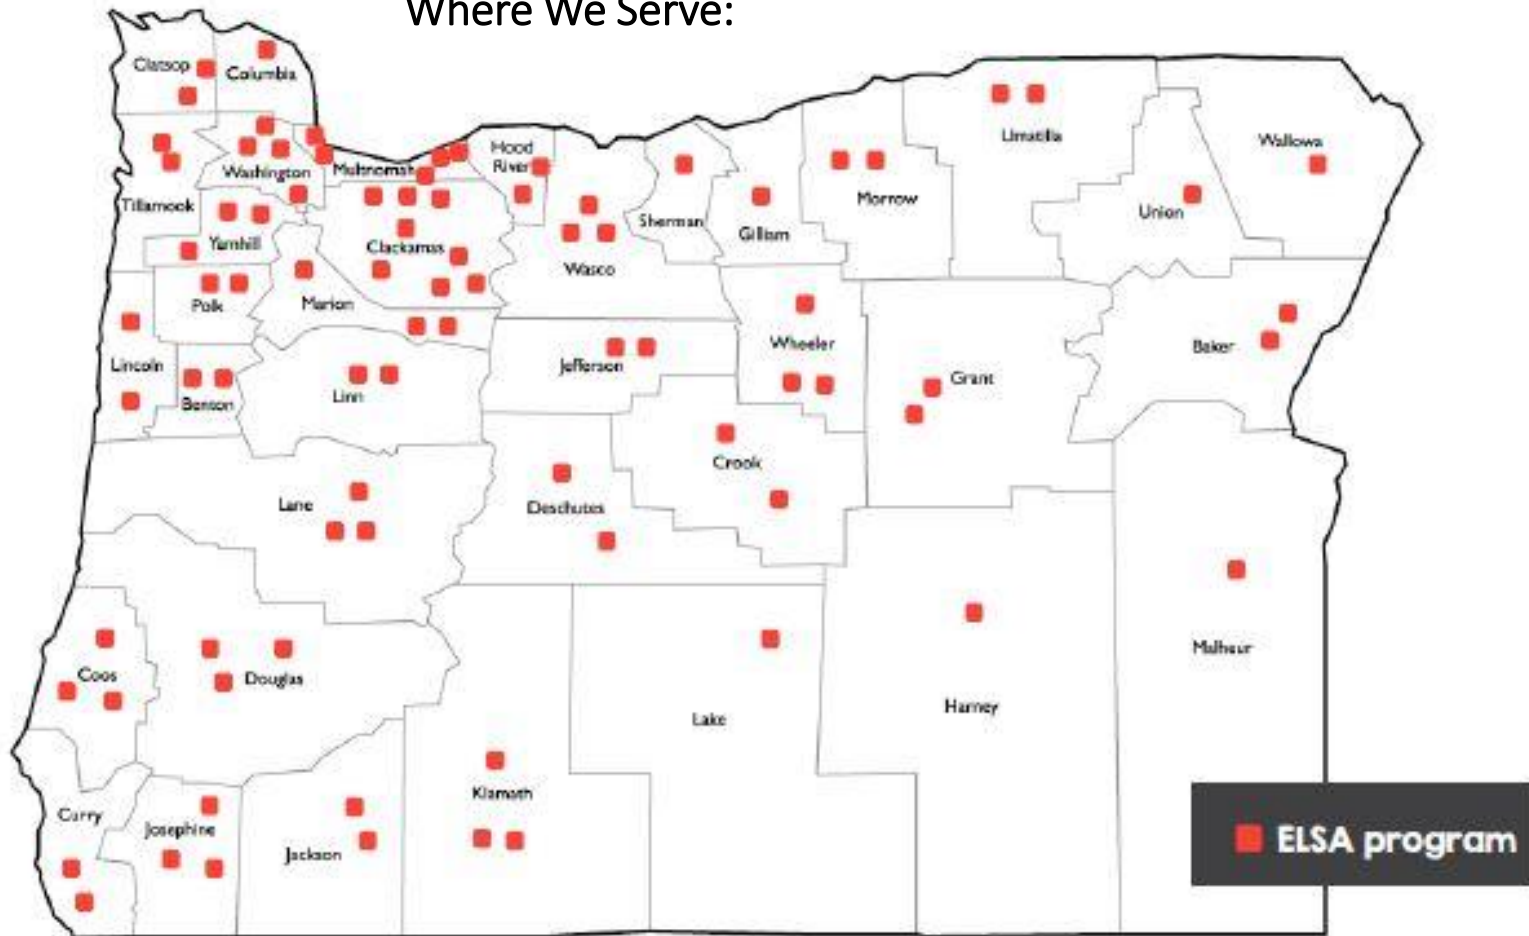 Where We Serve:
Clatsop
Columbia
Washington
Multnomah
Hood
River
Tillamook
Yamhill
Clackamas
Wasco
Sherman
Gilliam
Morrow
Umatilla
Union
Wallowa
Polk
Marion
Lincoln
Benton
Linn
Jefferson
Wheeler
Grant
Baker
Lane
Deschutes
Crook
Coos
Douglas
Lake
Harney
Malheur
Curry
Josephine
Jackson
Klamath
ELSA program